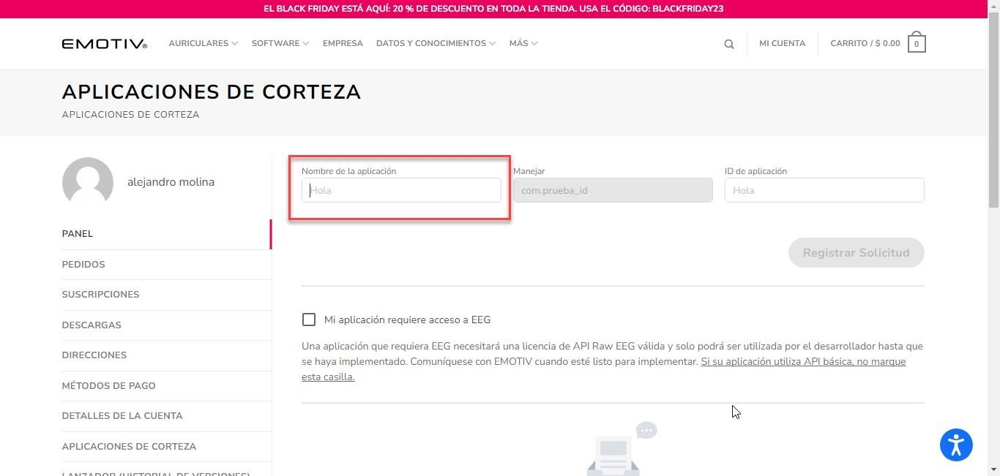 EL BLACK FRIDAY ESTÁ AQUÍ: 20 % DE DESCUENTO EN TODA LA TIENDA. USA EL CÓDIGO: BLACKFRIDAY23
EMOTIV®
AURICULARES
SOFTWARE
EMPRESA
DATOS Y CONOCIMIENTOS
MÁS
MI CUENTA
CARRITO / $ 0.00
0
APLICACIONES DE CORTEZA
APLICACIONES DE CORTEZA
alejandro molina
PANEL
PEDIDOS
SUSCRIPCIONES
DESCARGAS
DIRECCIONES
MÉTODOS DE PAGO
DETALLES DE LA CUENTA
APLICACIONES DE CORTEZA
LANZADOR (HISTORIAL DE VERSIONES)
Nombre de la aplicación
Hola
Manejar
com.prueba_id
ID de aplicación
Hola
Registrar Solicitud
Mi aplicación requiere acceso a EEG
Una aplicación que requiera EEG necesitará una licencia de API Raw EEG válida y solo podrá ser utilizada por el desarrollador hasta que
se haya implementado. Comuníquese con EMOTIV cuando esté listo para implementar. Si su aplicación utiliza API básica, no marque
esta casilla.